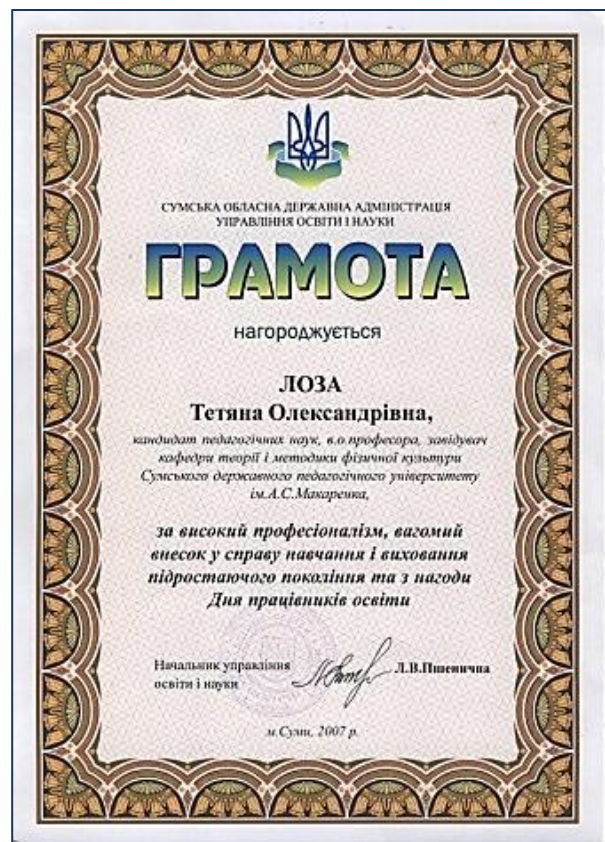 СУМСЬКА ОБЛАСНА ДЕРЖАВНА АДМІНІСТРАЦІЯ
УПРАВЛІННЯ ОСВІТИ І НАУКИ
ГРАМОТА
нагороджується
ЛОЗА
Тетяна Олександрівна,
кандидат педагогічних наук, в.о.професора, завідувач
кафедри теорії і методики фізичної культури
Сумського державного педагогічного університету
ім.А.С.Макаренка,
за високий професіоналізм, вагомий
внесок у справу навчання і виховання
підростаючого покоління та з нагоди
Дня працівників освіти
Начальник управління
освіти і науки
Л.В.Пшенична
м.Суми, 2007 р.